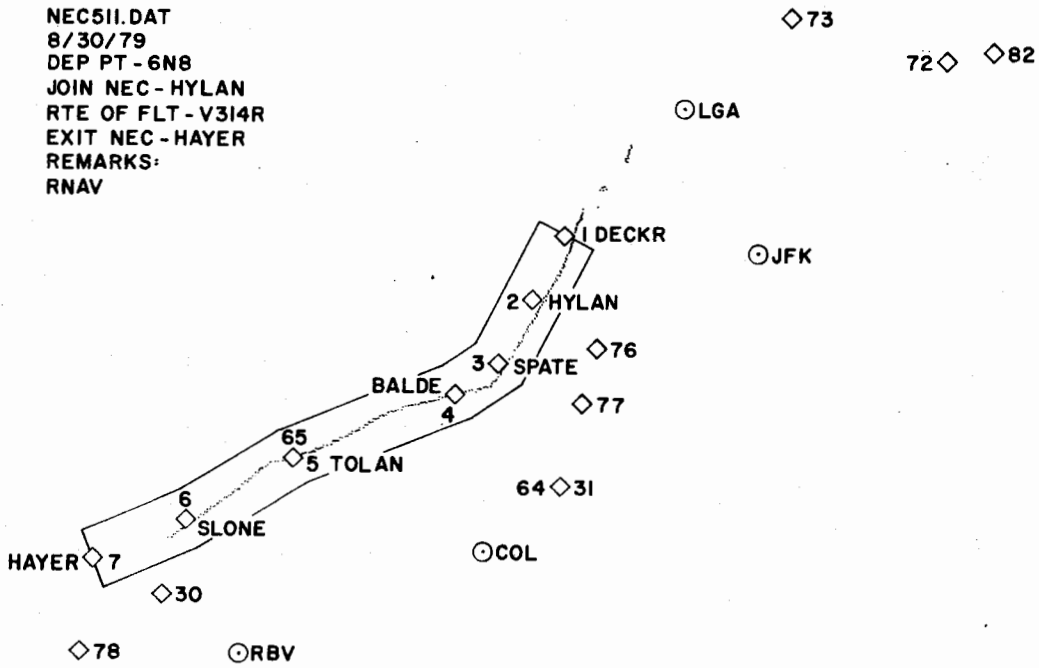 NEC511.DAT
8/30/79
DEP PT - 6N8
JOIN NEC - HYLAN
RTE OF FLT - V314R
EXIT NEC - HAYER
REMARKS:
RNAV
73
72
82
LGA
1 DECKR
JFK
2 HYLAN
76
3 SPATE
BALDE
4
77
65
5 TOLAN
64 31
6
SLONE
COL
HAYER 7
30
78
RBV